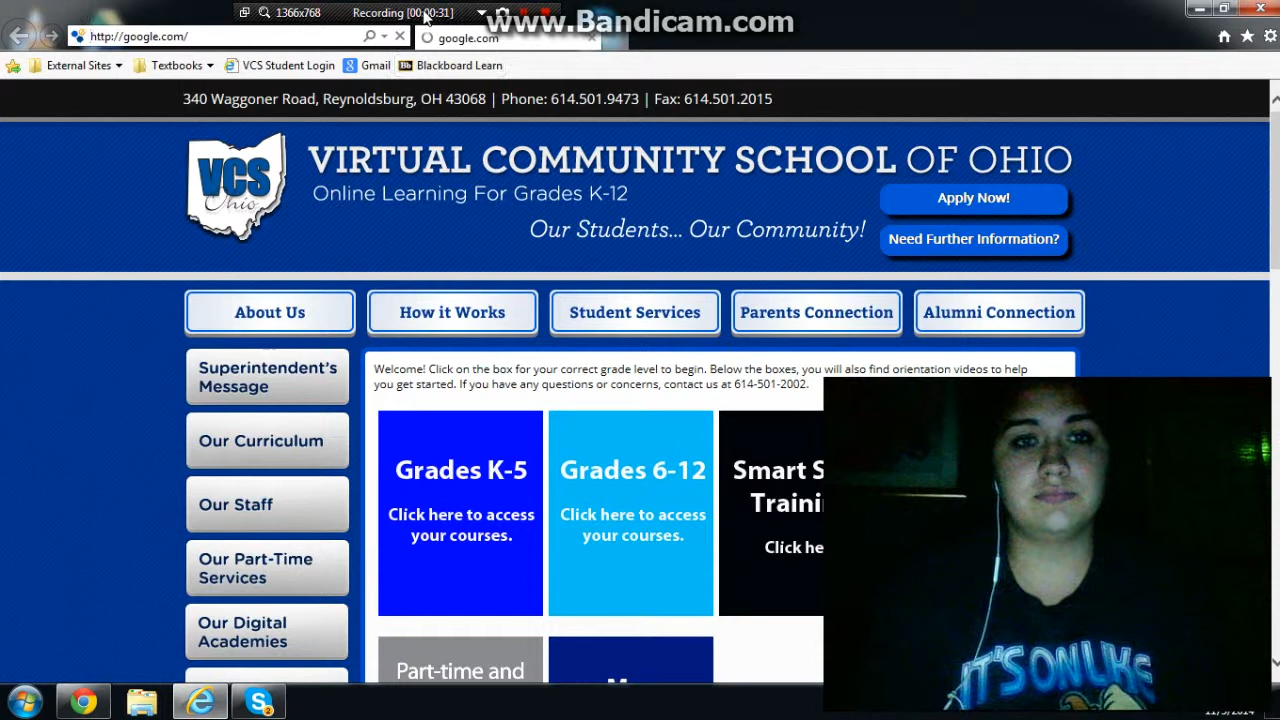 1366x768 Recording [00:00:31]
www.Bandicam.com
http://google.com/
google.com
External Sites
Textbooks
VCS Student Login
Gmail
Bb Blackboard Learn
340 Waggoner Road, Reynoldsburg, OH 43068 | Phone: 614.501.9473 | Fax: 614.501.2015
VCS
Ohio
VIRTUAL COMMUNITY SCHOOL OF OHIO
Online Learning For Grades K-12
Our Students... Our Community!
Apply Now!
Need Further Information?
About Us
How it Works
Student Services
Parents Connection
Alumni Connection
Superintendent's
Message
Our Curriculum
Our Staff
Our Part-Time
Services
Our Digital
Academies
Welcome! Click on the box for your correct grade level to begin. Below the boxes, you will also find orientation videos to help
you get started. If you have any questions or concerns, contact us at 614-501-2002.
Grades K-5
Click here to access
your courses.
Grades 6-12
Click here to access
your courses.
Smart S
Traini
Click he
Part-time and
IT'S ON LIKE
2